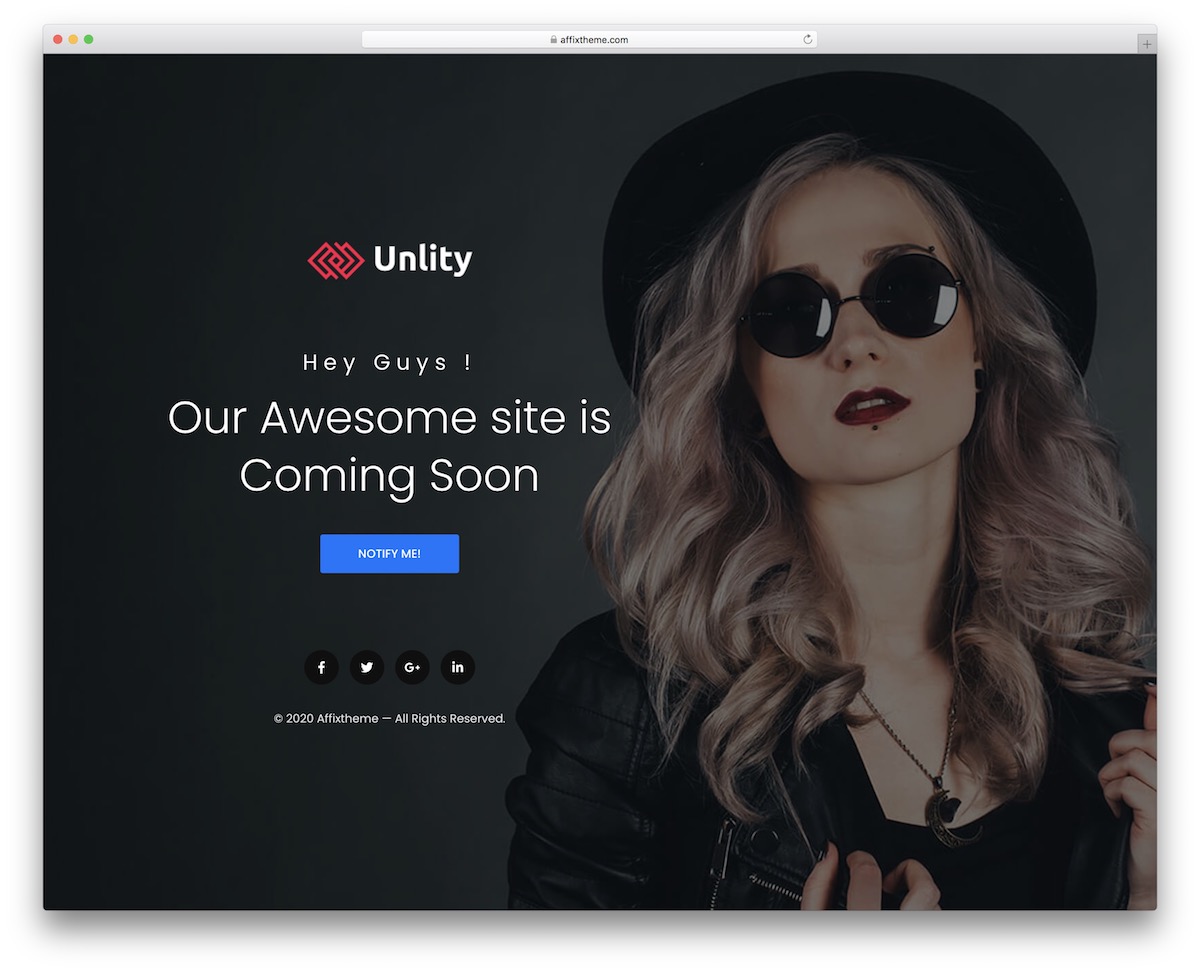 affixtheme.com
Unlity
Hey Guys !
Our Awesome site is
Coming Soon
NOTIFY ME!
f
G+
in
© 2020 Affixtheme — All Rights Reserved.